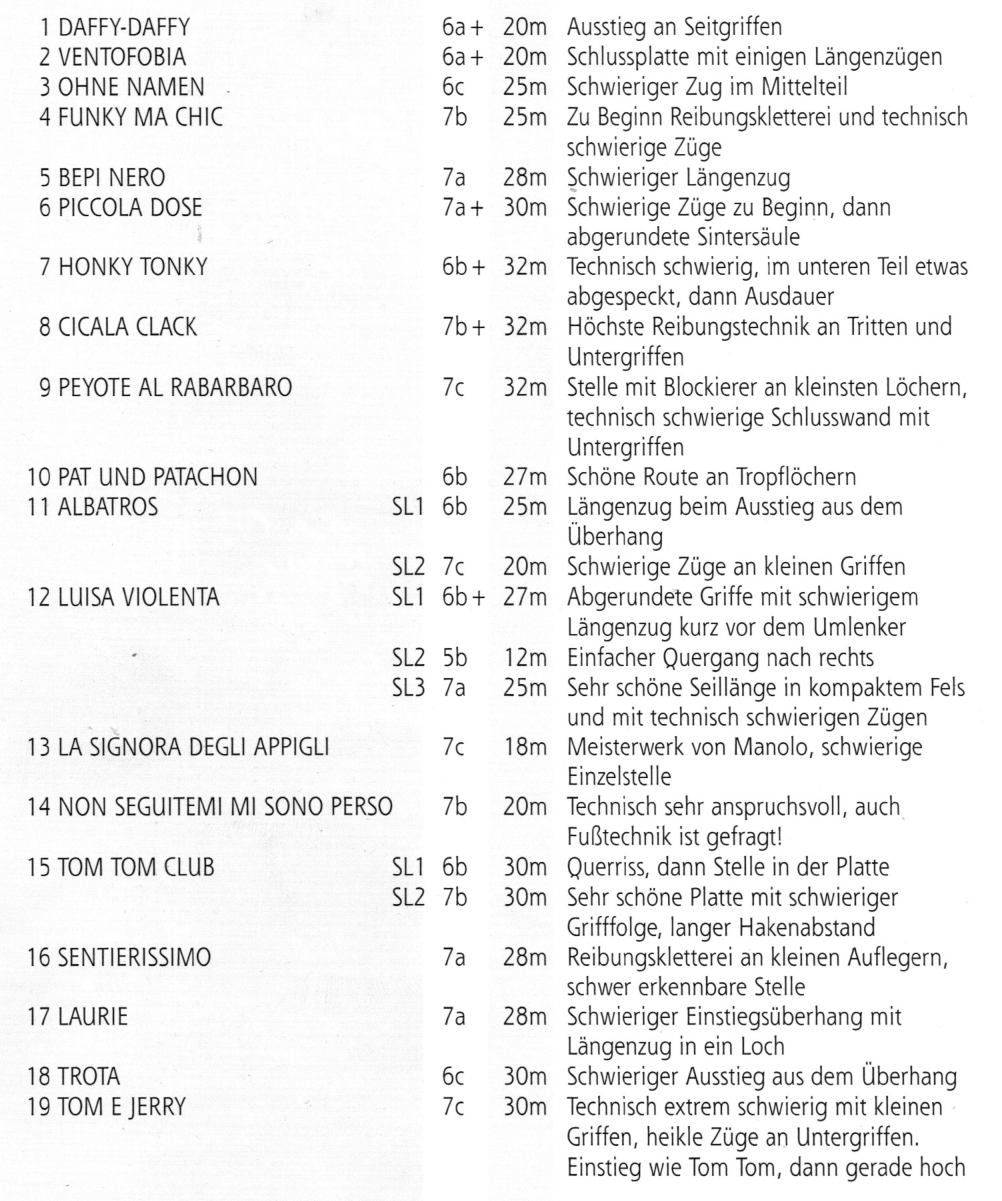 1 DAFFY-DAFFY 6a+ 20m Ausstieg an Seitgriffen
2 VENTOFOBIA 6a+ 20m Schlussplatte mit einigen Längenzügen
3 OHNE NAMEN 6c 25m Schwieriger Zug im Mittelteil
4 FUNKY MA CHIC 7b 25m Zu Beginn Reibungskletterei und technisch
schwierige Züge
5 BEPI NERO 7a 28m Schwieriger Längenzug
6 PICCOLA DOSE 7a+ 30m Schwierige Züge zu Beginn, dann
abgerundete Sintersäule
7 HONKY TONKY 6b+ 32m Technisch schwierig, im unteren Teil etwas
abgespeckt, dann Ausdauer
8 CICALA CLACK 7b+ 32m Höchste Reibungstechnik an Tritten und
Untergriffen
9 PEYOTE AL RABARBARO 7c 32m Stelle mit Blockierer an kleinsten Löchern,
technisch schwierige Schlusswand mit
Untergriffen
10 PAT UND PATACHON 6b 27m Schöne Route an Tropflöchern
11 ALBATROS SL1 6b 25m Längenzug beim Ausstieg aus dem
Überhang
SL2 7c 20m Schwierige Züge an kleinen Griffen
12 LUISA VIOLENTA SL1 6b+ 27m Abgerundete Griffe mit schwierigem
Längenzug kurz vor dem Umlenker
SL2 5b 12m Einfacher Quergang nach rechts
SL3 7a 25m Sehr schöne Seillänge in kompaktem Fels
und mit technisch schwierigen Zügen
13 LA SIGNORA DEGLI APPIGLI 7c 18m Meisterwerk von Manolo, schwierige
Einzelstelle
14 NON SEGUITEMI MI SONO PERSO 7b 20m Technisch sehr anspruchsvoll, auch
Fußtechnik ist gefragt!
15 TOM TOM CLUB SL1 6b 30m Querriss, dann Stelle in der Platte
SL2 7b 30m Sehr schöne Platte mit schwieriger
Grifffolge, langer Hakenabstand
16 SENTIERISSIMO 7a 28m Reibungskletterei an kleinen Auflegern,
schwer erkennbare Stelle
17 LAURIE 7a 28m Schwieriger Einstiegsüberhang mit
Längenzug in ein Loch
18 TROTA 6c 30m Schwieriger Ausstieg aus dem Überhang
19 TOM E JERRY 7c 30m Technisch extrem schwierig mit kleinen
Griffen, heikle Züge an Untergriffen.
Einstieg wie Tom Tom, dann gerade hoch